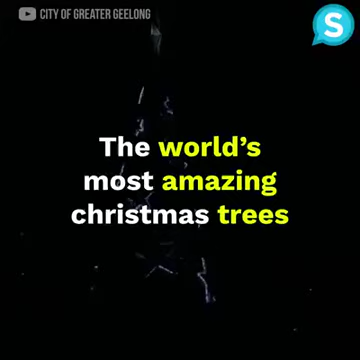 CITY OF GREATER GEELONG
S
The world's
most amazing
christmas trees